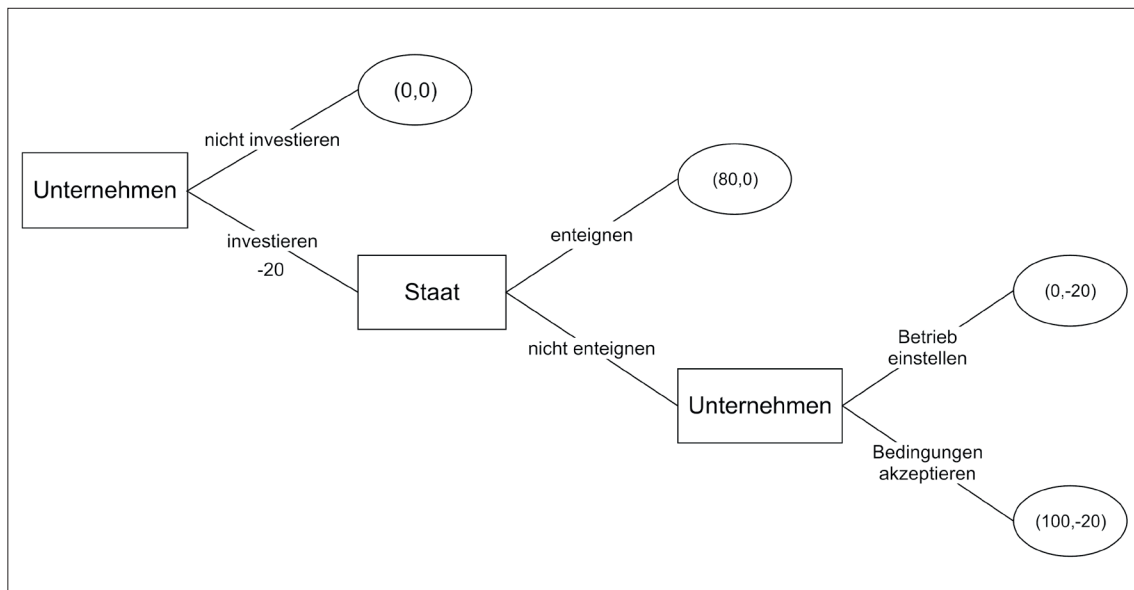 (0,0)
nicht investieren
Unternehmen
(80,0)
investieren
-20
enteignen
Staat
(0,-20)
nicht enteignen
Betrieb
einstellen
Unternehmen
Bedingungen
akzeptieren
(100,-20)